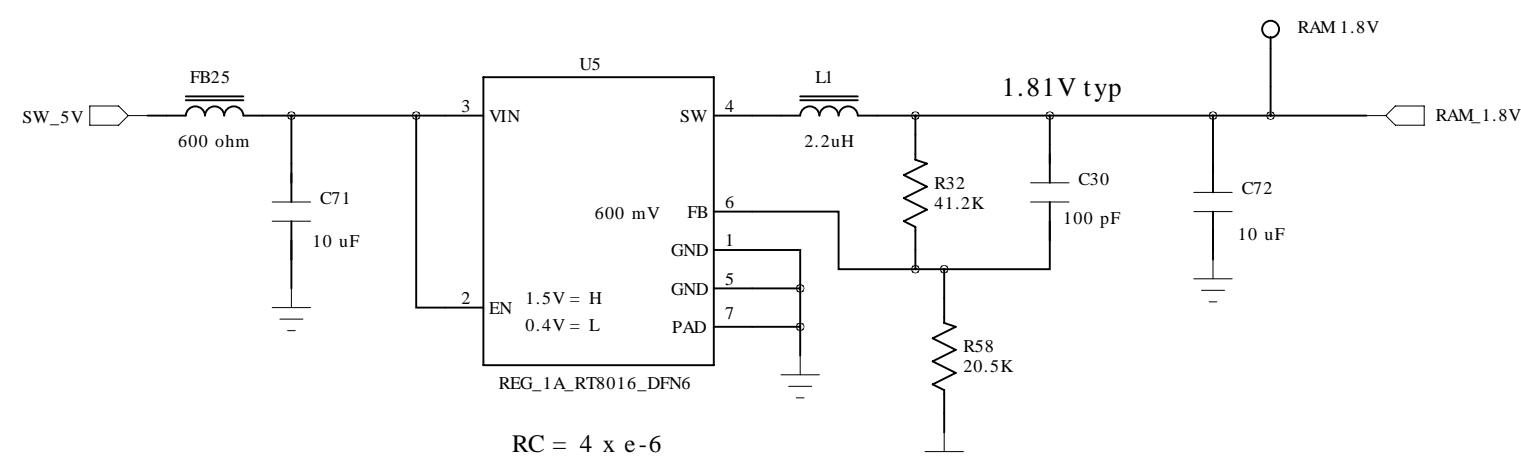 RAM 1.8V
U5
FB25
L1
1.81V typ
SW_5V
3
VIN
SW
4
RAM_1.8V
600 ohm
2.2uH
C71
10 uF
R32
41.2K
C30
100 pF
C72
10 uF
600 mV
FB
6
GND
1
2
EN
1.5V = H
0.4V = L
GND
5
PAD
7
R58
20.5K
REG_1A_RT8016_DFN6
RC = 4 x e-6